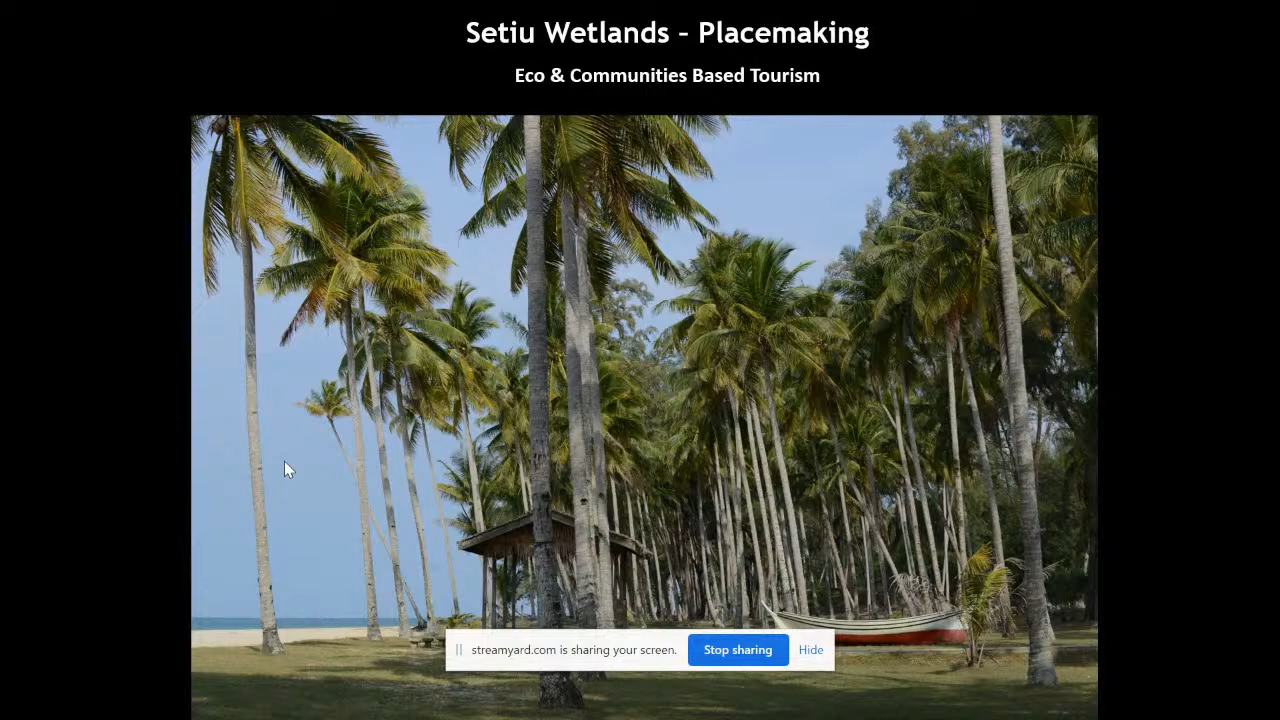 Setiu Wetlands - Placemaking
Eco & Communities Based Tourism
streamyard.com is sharing your screen. Stop sharing Hide